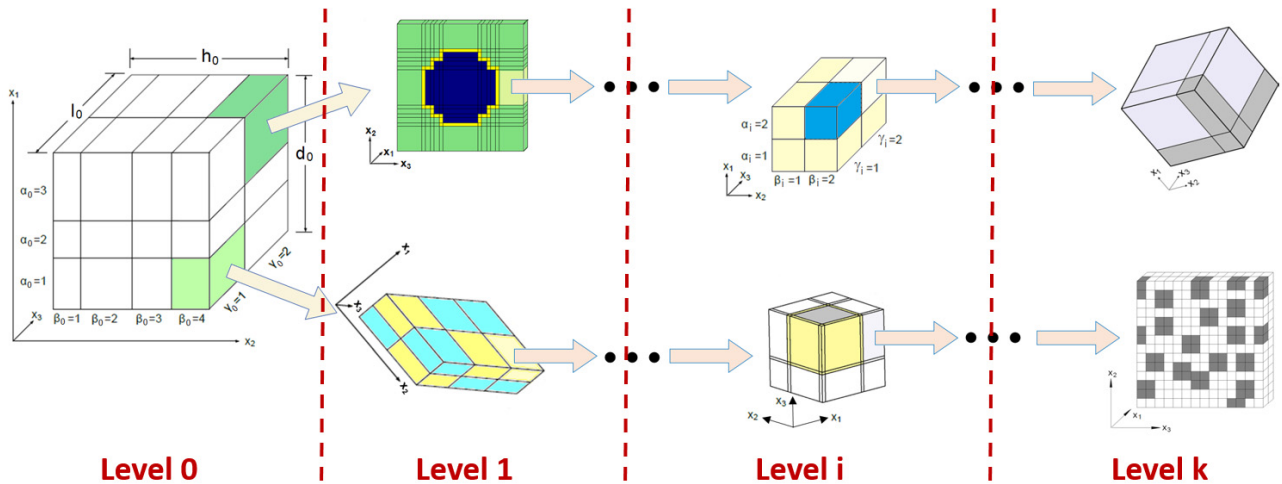 h₀
l₀
d₀
x₁
α₀=3
α₀=2
α₀=1
β₀=1
β₀=2
β₀=3
β₀=4
γ₀=1
γ₀=2
x₃
x₂
x₂
x₁
x₃
x₁
x₃
x₂
αᵢ=2
αᵢ=1
βᵢ=1
βᵢ=2
γᵢ=1
γᵢ=2
x₁
x₃
x₂
x₃
x₂
x₁
x₁
x₃
x₂
x₂
x₁
x₃
Level 0
Level 1
Level i
Level k